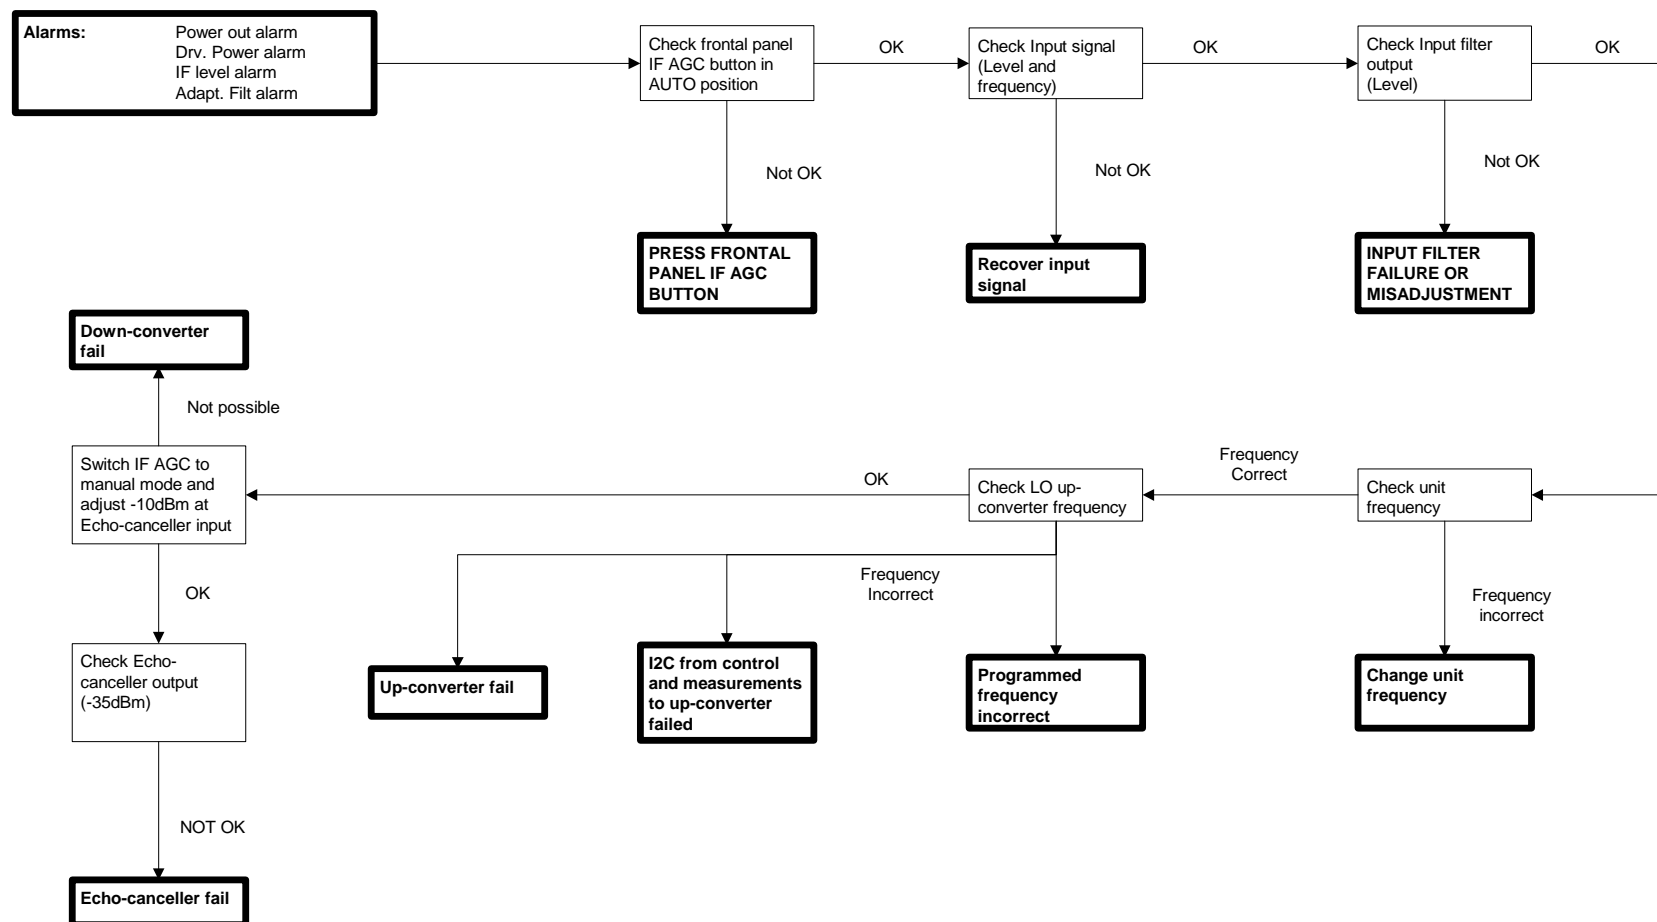 Alarms: Power out alarm
Drv. Power alarm
IF level alarm
Adapt. Filt alarm
Check frontal panel
IF AGC button in
AUTO position
OK
Check Input signal
(Level and
frequency)
OK
Check Input filter
output
(Level)
OK
Not OK
Not OK
Not OK
PRESS FRONTAL
PANEL IF AGC
BUTTON
Recover input
signal
INPUT FILTER
FAILURE OR
MISADJUSTMENT
Down-converter
fail
Not possible
Switch IF AGC to
manual mode and
adjust -10dBm at
Echo-canceller input
OK
Check LO up-
converter frequency
Frequency
Correct
Check unit
frequency
OK
Frequency
Incorrect
Frequency
incorrect
Check Echo-
canceller output
(-35dBm)
Up-converter fail
I2C from control
and measurements
to up-converter
failed
Programmed
frequency
incorrect
Change unit
frequency
NOT OK
Echo-canceller fail